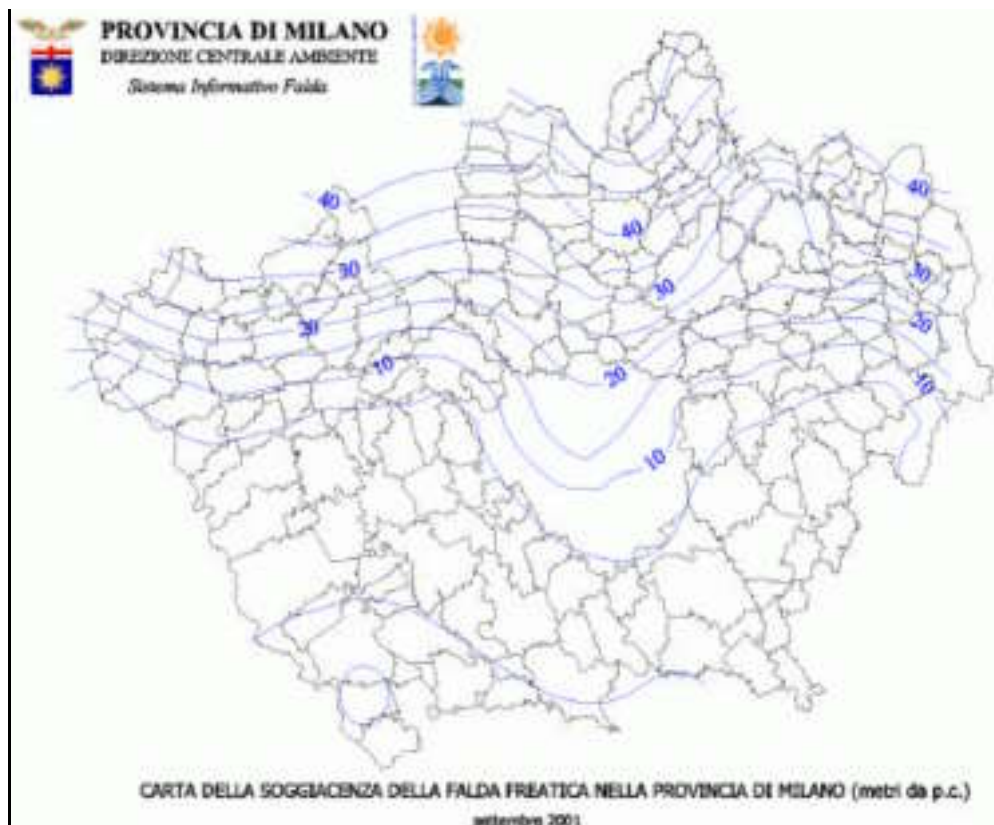 PROVINCIA DI MILANO
DIREZIONE CENTRALE AMBIENTE
Sistema Informativo Falda
40
40
40
30
30
30
20
20
20
10
10
10
CARTA DELLA SOGGIACENZA DELLA FALDA FREATICA NELLA PROVINCIA DI MILANO (metri da p.c.)
settembre 2001